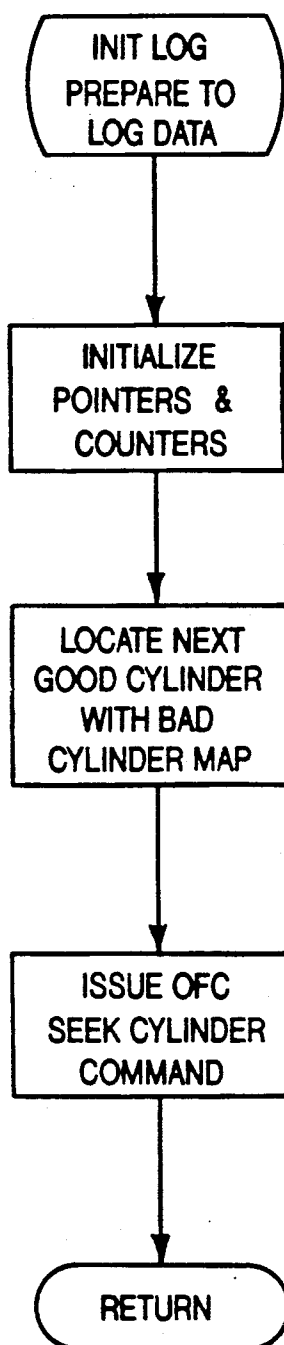 INIT LOG
PREPARE TO
LOG DATA
INITIALIZE
POINTERS &
COUNTERS
LOCATE NEXT
GOOD CYLINDER
WITH BAD
CYLINDER MAP
ISSUE OFC
SEEK CYLINDER
COMMAND
RETURN